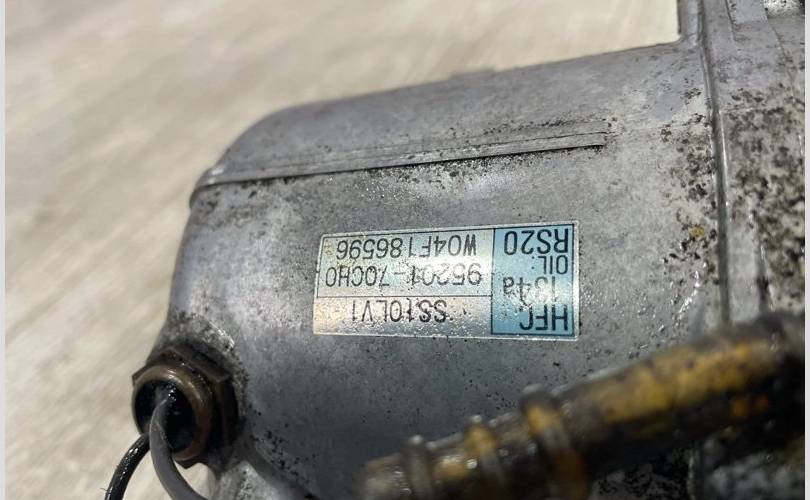 HFC
134a
OIL
RS20
SS10LV1
95201-70CH0
W04F186596